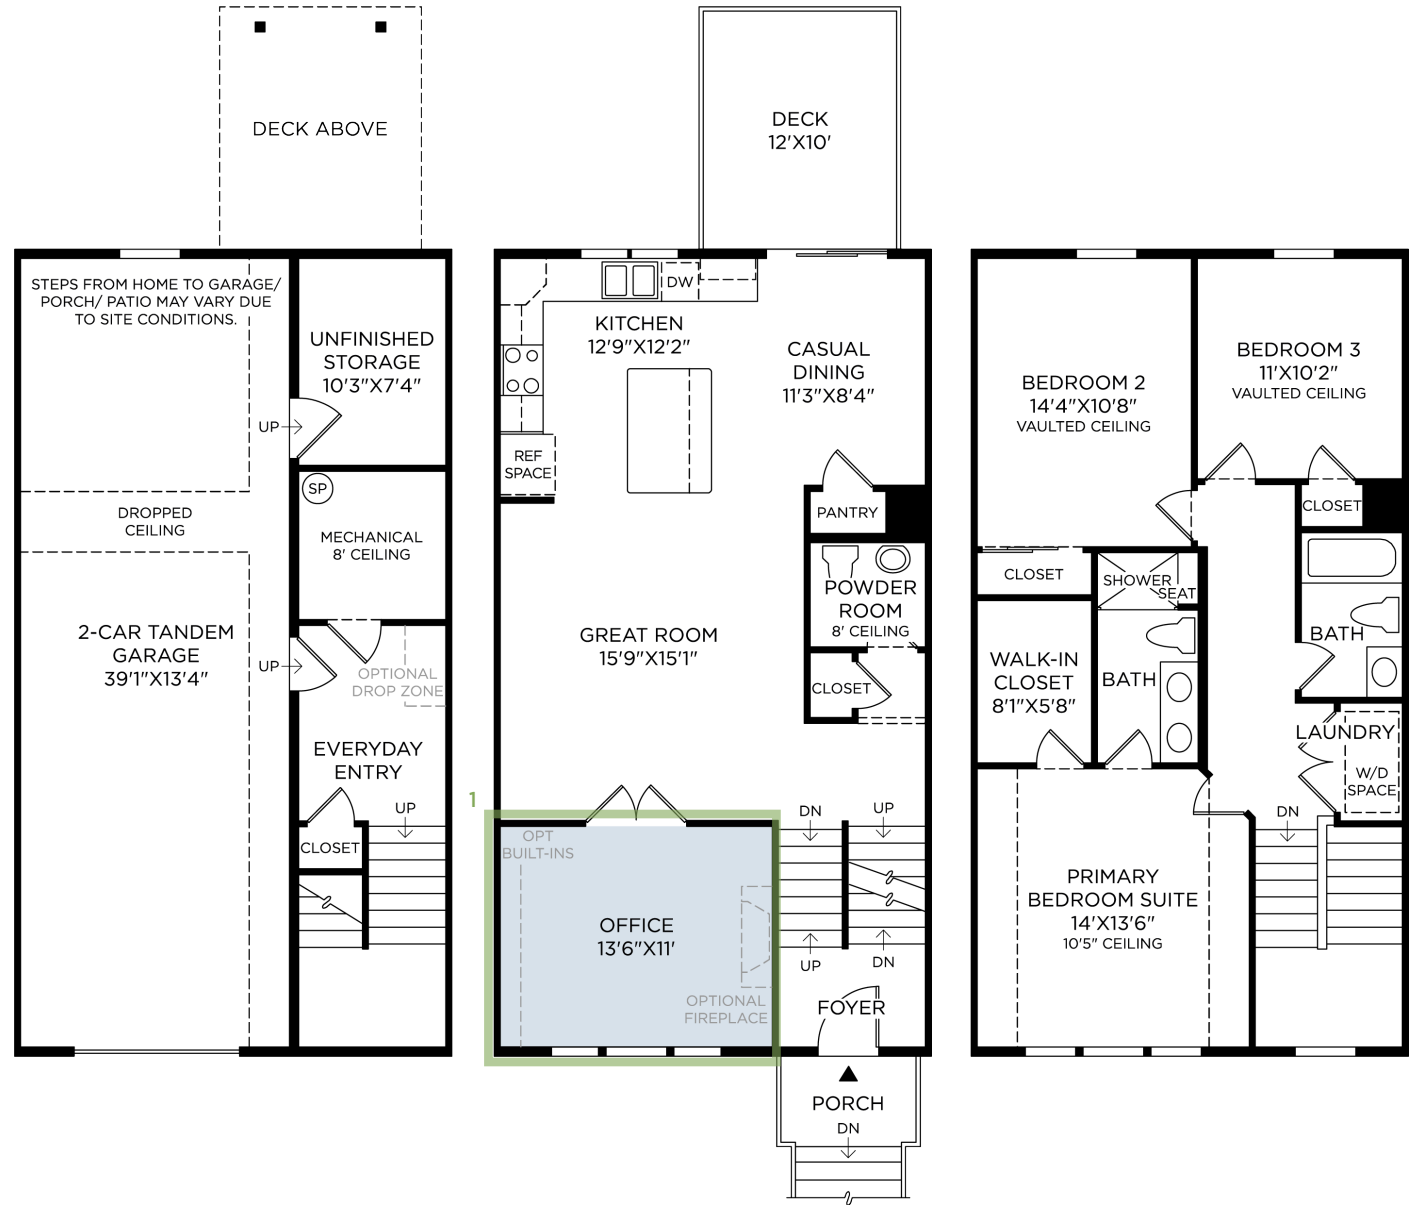 DECK ABOVE
STEPS FROM HOME TO GARAGE/
PORCH/ PATIO MAY VARY DUE
TO SITE CONDITIONS.
UNFINISHED
STORAGE
10'3"X7'4"
UP
SP
DROPPED
CEILING
MECHANICAL
8' CEILING
2-CAR TANDEM
GARAGE
39'1"X13'4"
UP
OPTIONAL
DROP ZONE
EVERYDAY
ENTRY
UP
CLOSET
DECK
12'X10'
DW
KITCHEN
12'9"X12'2"
CASUAL
DINING
11'3"X8'4"
REF
SPACE
PANTRY
POWDER
ROOM
8' CEILING
GREAT ROOM
15'9"X15'1"
CLOSET
1
DN
UP
OPT
BUILT-INS
OFFICE
13'6"X11'
UP
DN
OPTIONAL
FIREPLACE
FOYER
PORCH
DN
BEDROOM 2
14'4"X10'8"
VAULTED CEILING
BEDROOM 3
11'X10'2"
VAULTED CEILING
CLOSET
CLOSET
SHOWER
SEAT
BATH
WALK-IN
CLOSET
8'1"X5'8"
BATH
LAUNDRY
W/D
SPACE
DN
PRIMARY
BEDROOM SUITE
14'X13'6"
10'5" CEILING